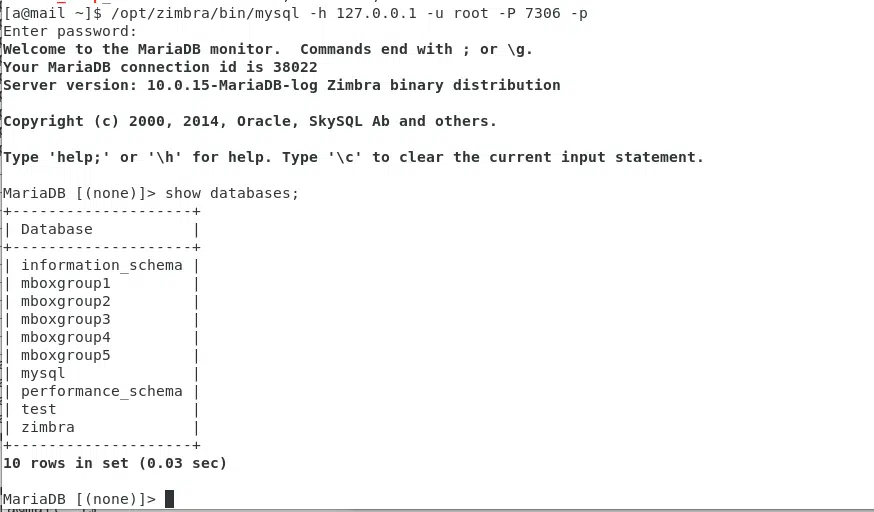 [a@mail ~]$ /opt/zimbra/bin/mysql -h 127.0.0.1 -u root -P 7306 -p
Enter password:
Welcome to the MariaDB monitor.  Commands end with ; or \g.
Your MariaDB connection id is 38022
Server version: 10.0.15-MariaDB-log Zimbra binary distribution

Copyright (c) 2000, 2014, Oracle, SkySQL Ab and others.

Type 'help;' or '\h' for help. Type '\c' to clear the current input statement.

MariaDB [(none)]> show databases;
+--------------------+
| Database           |
+--------------------+
| information_schema |
| mboxgroup1         |
| mboxgroup2         |
| mboxgroup3         |
| mboxgroup4         |
| mboxgroup5         |
| mysql              |
| performance_schema |
| test               |
| zimbra             |
+--------------------+
10 rows in set (0.03 sec)

MariaDB [(none)]>